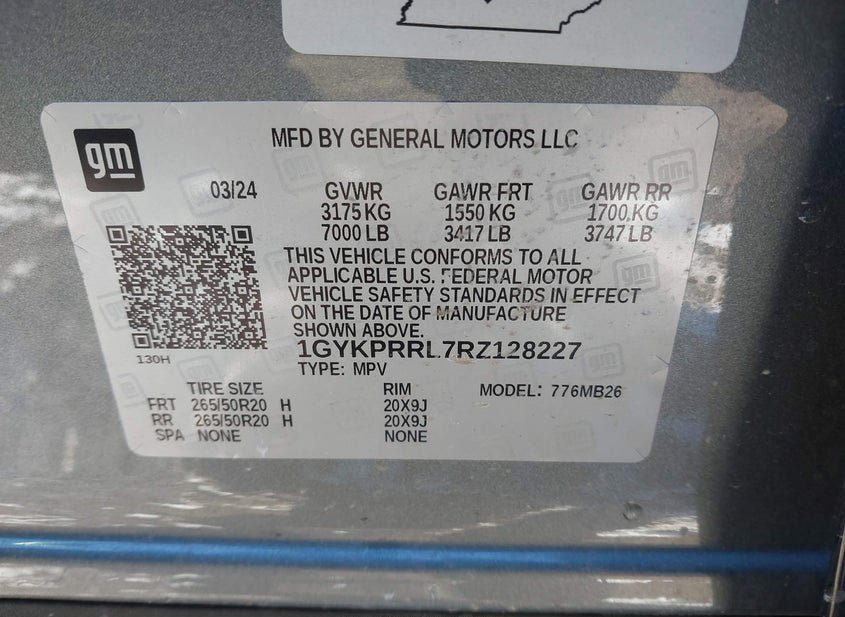 gm
MFD BY GENERAL MOTORS LLC
03/24 GVWR GAWR FRT GAWR RR
3175 KG 1550 KG 1700 KG
7000 LB 3417 LB 3747 LB
THIS VEHICLE CONFORMS TO ALL
APPLICABLE U.S. FEDERAL MOTOR
VEHICLE SAFETY STANDARDS IN EFFECT
ON THE DATE OF MANUFACTURE
SHOWN ABOVE.
1GYKPRRL7RZ128227
130H
TYPE: MPV
TIRE SIZE RIM MODEL: 776MB26
FRT 265/50R20 H 20X9J
RR 265/50R20 H 20X9J
SPA NONE NONE